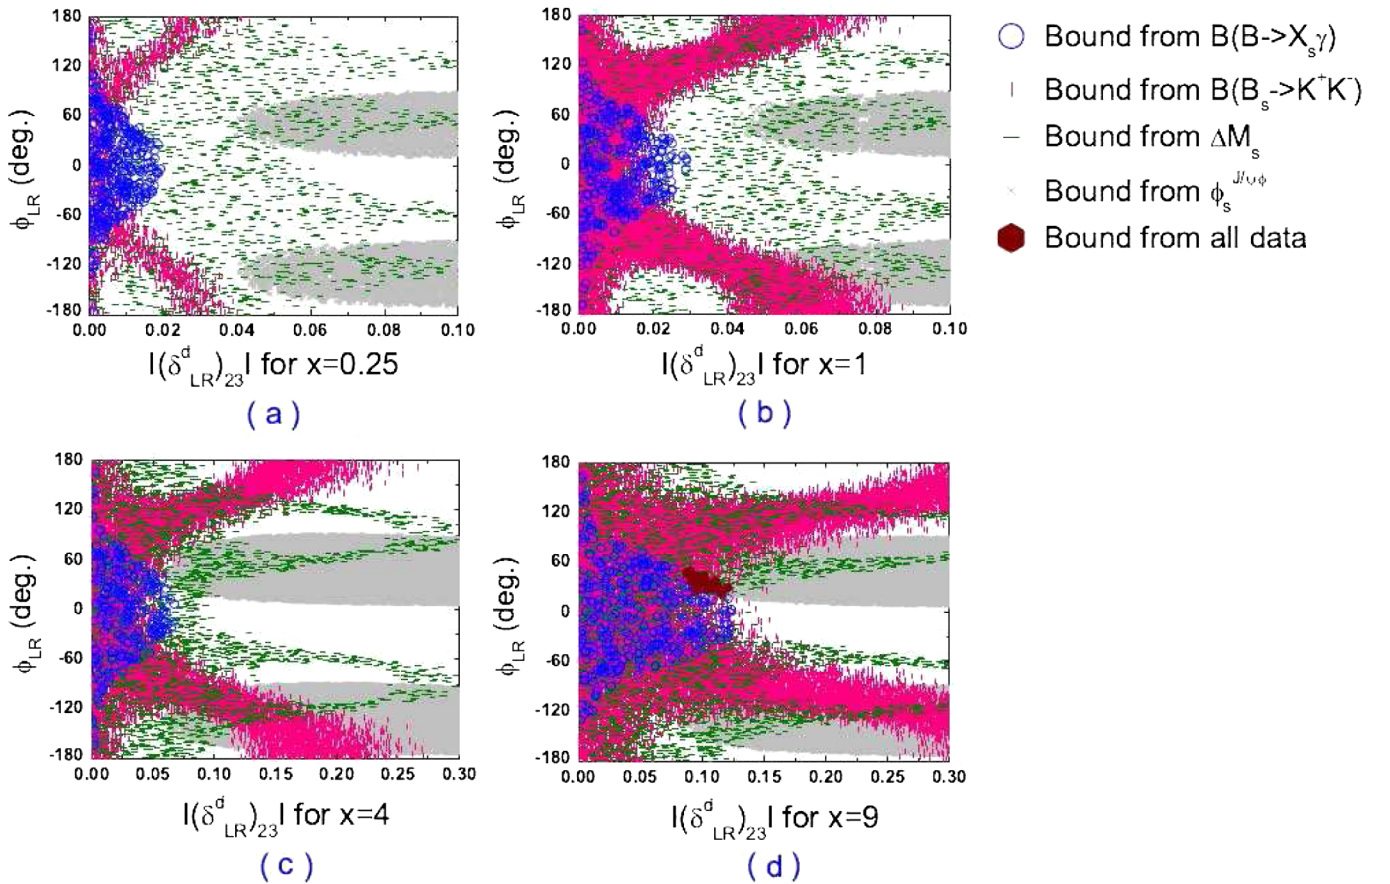 180
120
60
0
-60
-120
-180
ϕLR (deg.)
0.00 0.02 0.04 0.06 0.08 0.10
|(δdLR)23| for x=0.25
( a )
180
120
60
0
-60
-120
-180
ϕLR (deg.)
0.00 0.02 0.04 0.06 0.08 0.10
|(δdLR)23| for x=1
( b )
Bound from B(B->Xsγ)
Bound from B(Bs->K+K-)
Bound from ΔMs
Bound from ϕs
Bound from all data
180
120
60
0
-60
-120
-180
ϕLR (deg.)
0.00 0.05 0.10 0.15 0.20 0.25 0.30
|(δdLR)23| for x=4
( c )
180
120
60
0
-60
-120
-180
ϕLR (deg.)
0.00 0.05 0.10 0.15 0.20 0.25 0.30
|(δdLR)23| for x=9
( d )